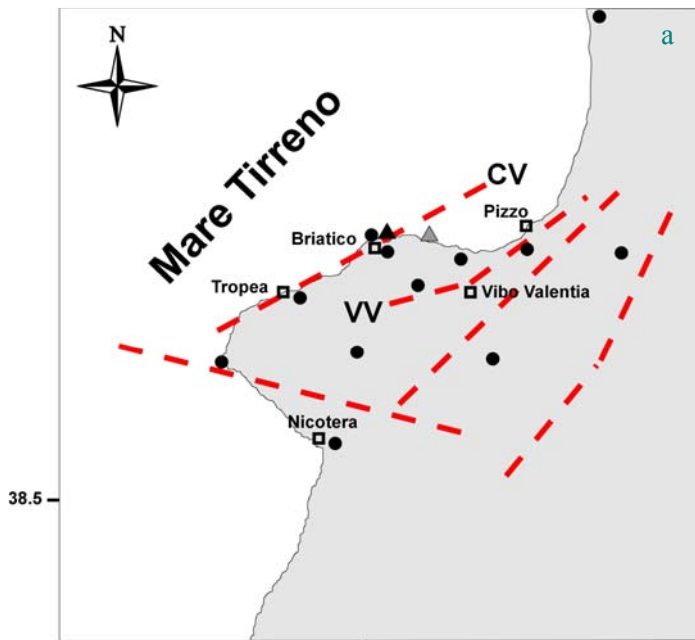 a
N
Mare Tirreno
CV
Pizzo
Briatico
Tropea
VV
Vibo Valentia
Nicotera
38.5